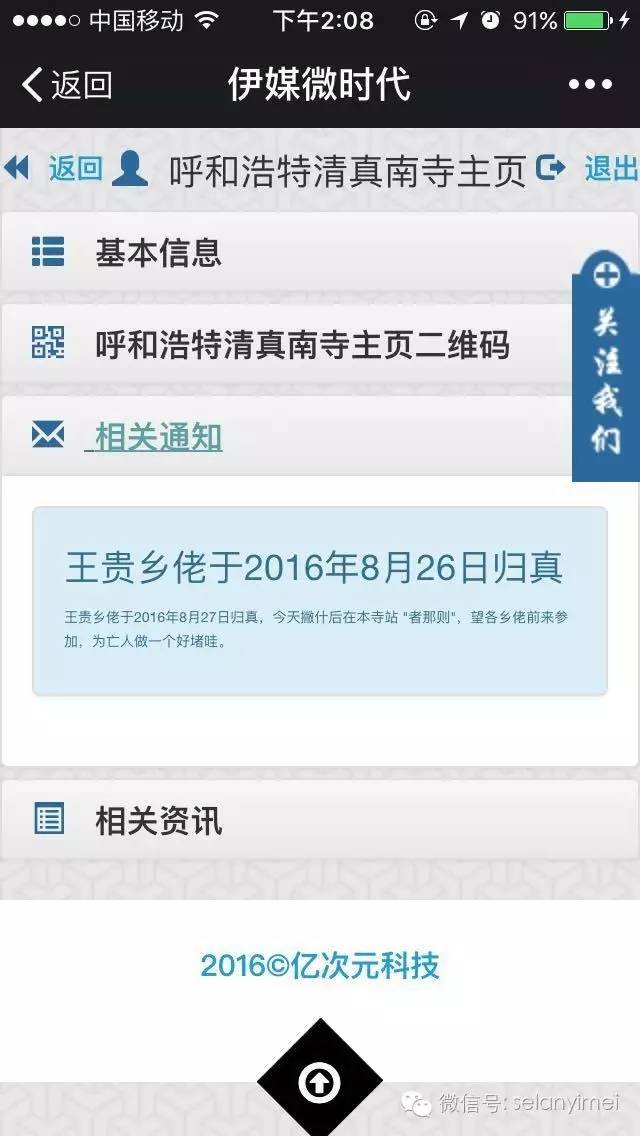 中国移动 下午2:08 91%
返回 伊媒微时代
返回 呼和浩特清真南寺主页 退出
基本信息
关注我们
呼和浩特清真南寺主页二维码
相关通知
王贵乡佬于2016年8月26日归真
王贵乡佬于2016年8月27日归真，今天撇什后在本寺站 "者那则"，望各乡佬前来参
加，为亡人做一个好堵哇。
相关资讯
2016©亿次元科技
微信号: selanyimei